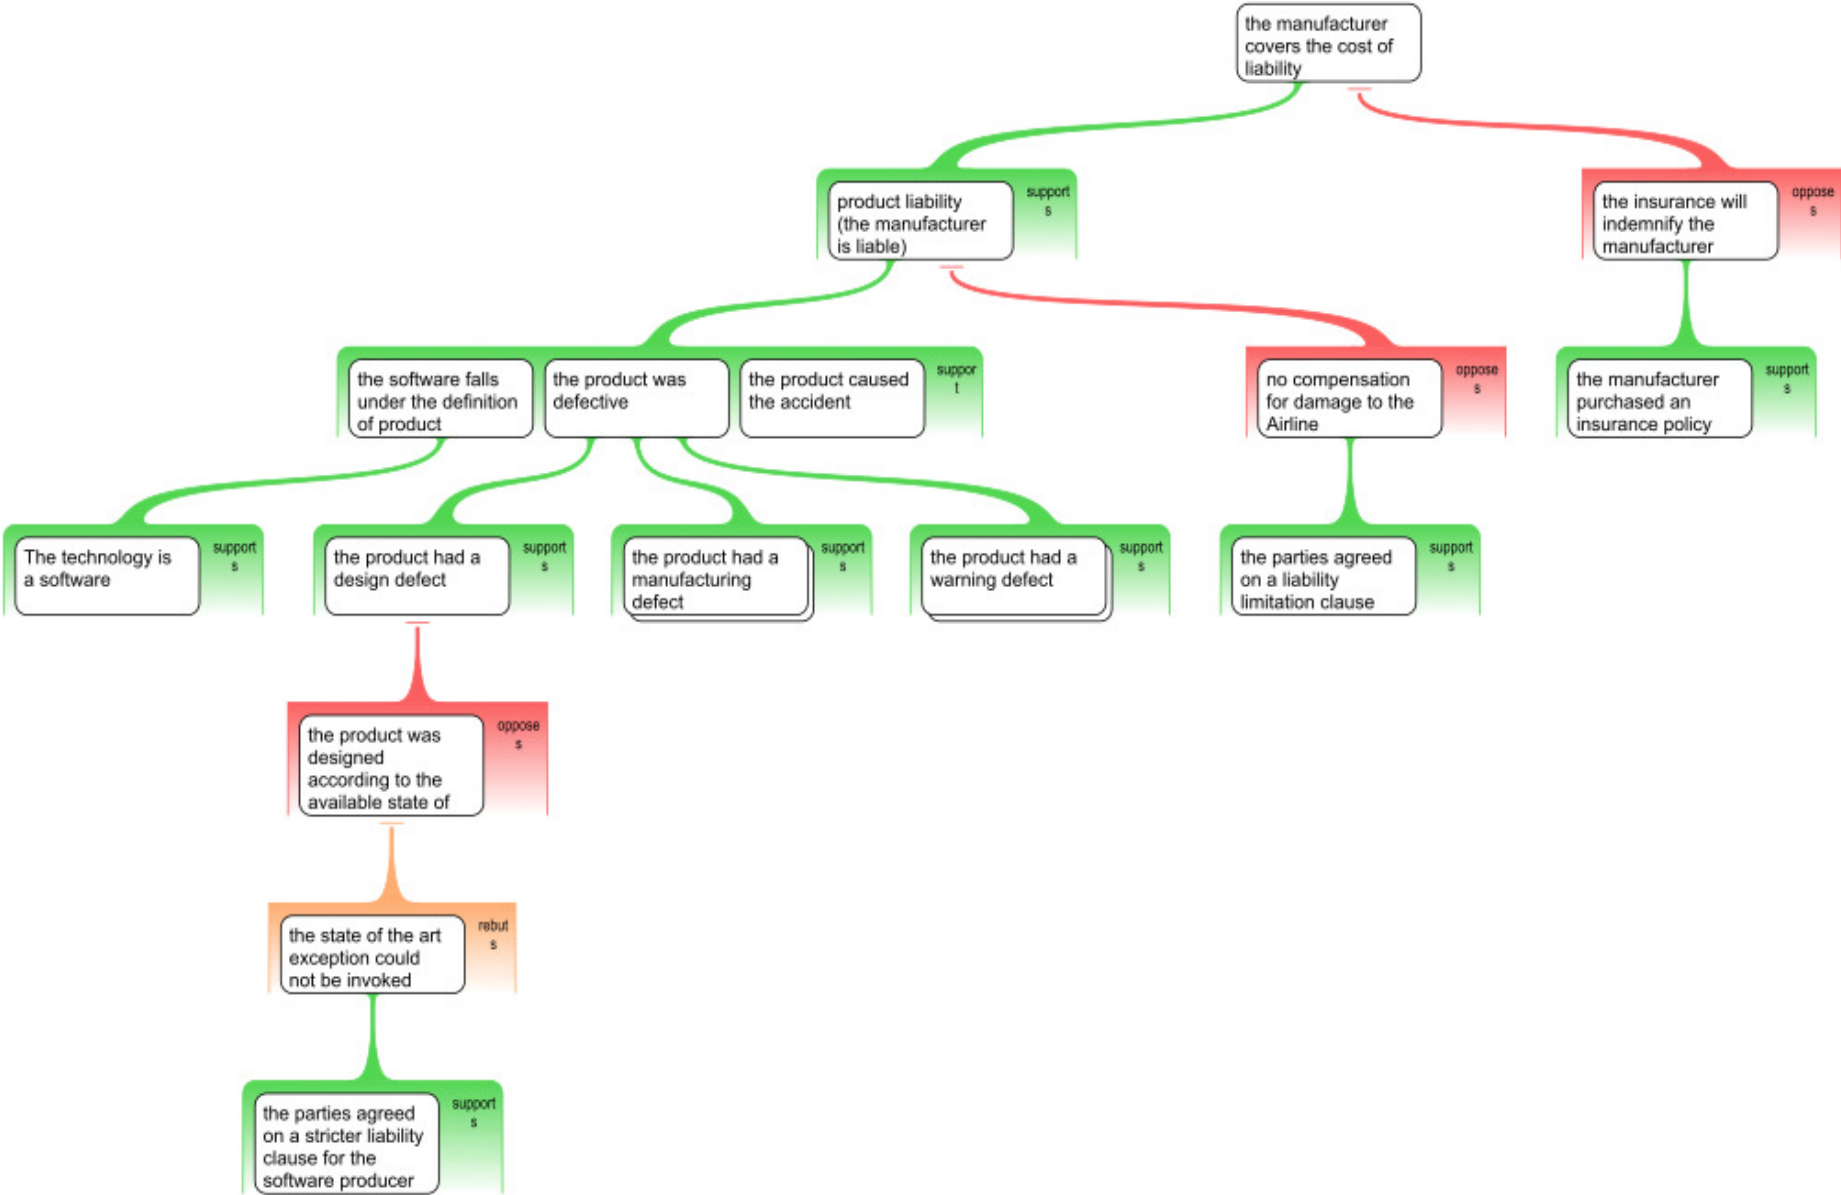 the manufacturer
covers the cost of
liability
product liability
(the manufacturer
is liable)
support
s
the insurance will
indemnify the
manufacturer
oppose
s
the software falls
under the definition
of product
the product was
defective
the product caused
the accident
suppor
t
no compensation
for damage to the
Airline
oppose
s
the manufacturer
purchased an
insurance policy
support
s
The technology is
a software
support
s
the product had a
design defect
support
s
the product had a
manufacturing
defect
support
s
the product had a
warning defect
support
s
the parties agreed
on a liability
limitation clause
support
s
the product was
designed
according to the
available state of
oppose
s
the state of the art
exception could
not be invoked
rebut
s
the parties agreed
on a stricter liability
clause for the
software producer
support
s